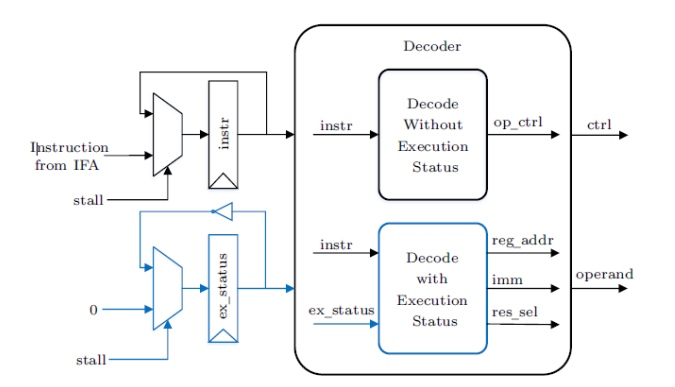 Decoder
Instruction
from IFA
stall
instr
instr
Decode
Without
Execution
Status
op_ctrl
ctrl
0
stall
ex_status
instr
ex_status
Decode
with
Execution
Status
reg_addr
imm
res_sel
operand